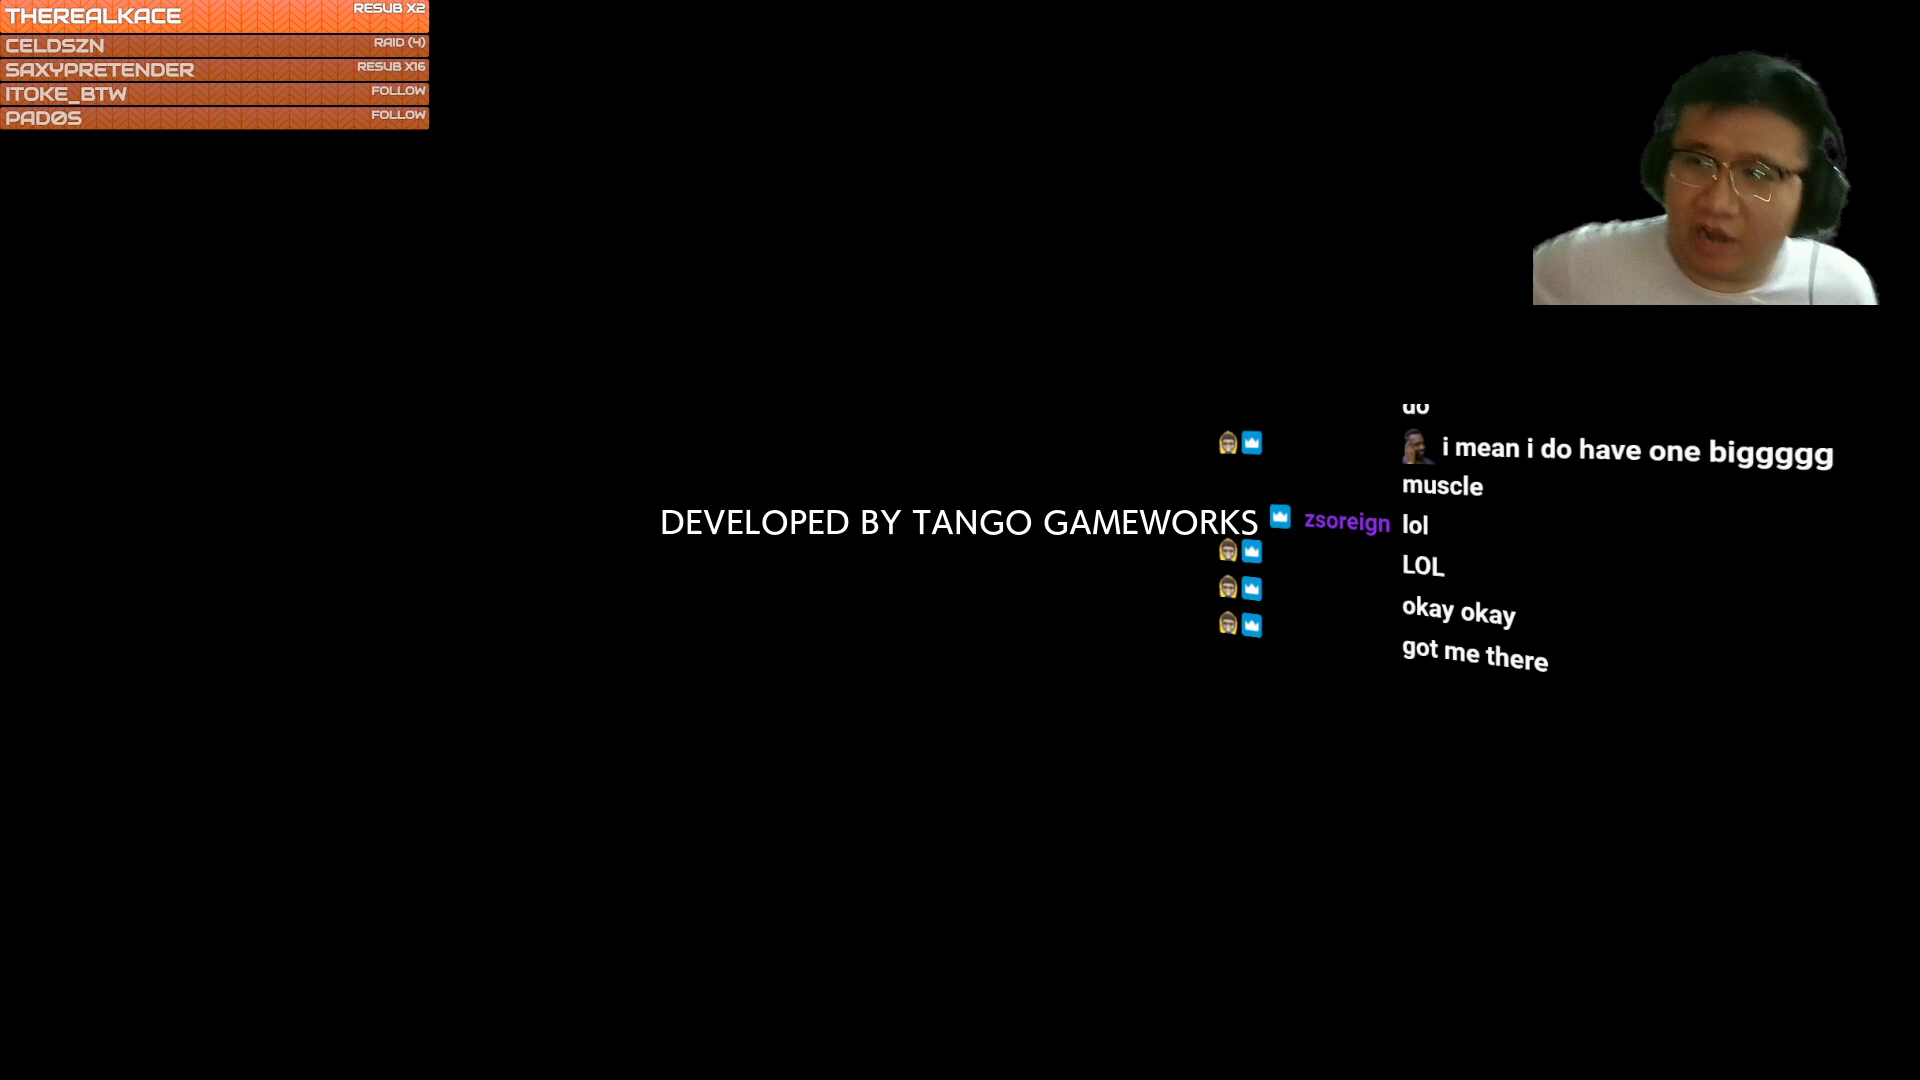 THEREALKACE RESUB X2
CELDSZN RAID (4)
SAXYPRETENDER RESUB X16
ITOKE_BTW FOLLOW
PADØS FOLLOW
do
i mean i do have one biggggg
muscle
DEVELOPED BY TANGO GAMEWORKS
zsoreign lol
LOL
okay okay
got me there